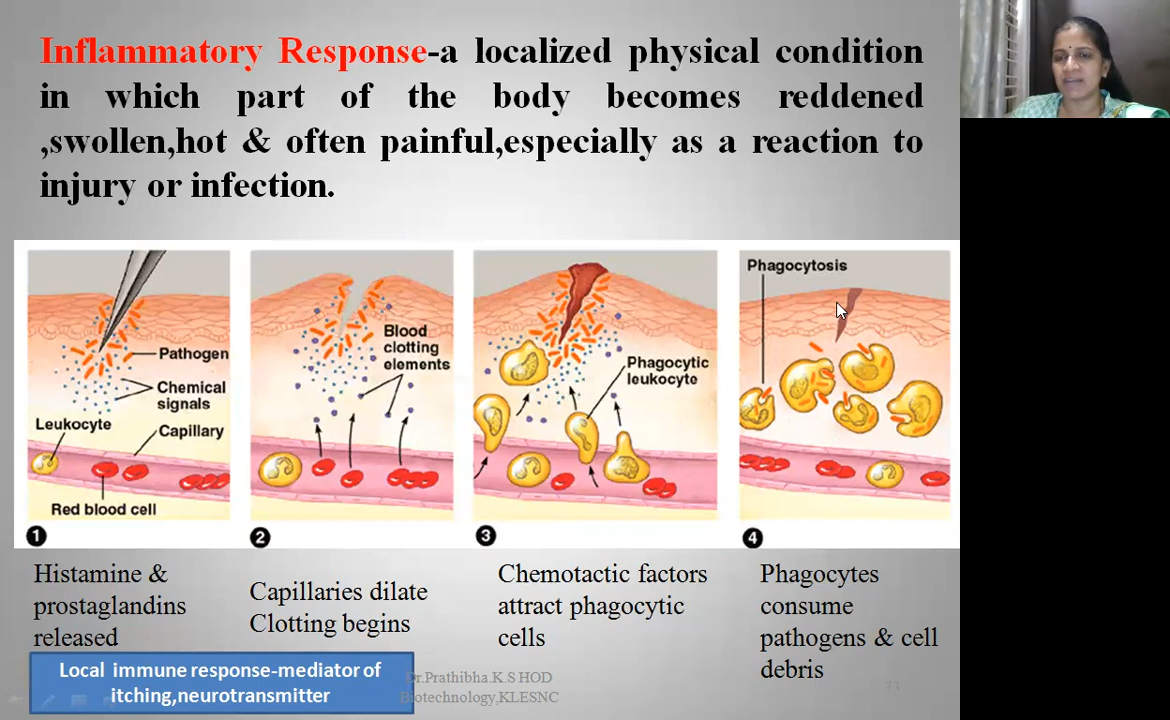 Inflammatory Response-a localized physical condition
in which part of the body becomes reddened
,swollen,hot & often painful,especially as a reaction to
injury or infection.
Pathogen
Chemical
signals
Leukocyte
Capillary
Red blood cell
1
Blood
clotting
elements
2
Phagocytic
leukocyte
3
Phagocytosis
4
Histamine &
prostaglandins
released
Capillaries dilate
Clotting begins
Chemotactic factors
attract phagocytic
cells
Phagocytes
consume
pathogens & cell
debris
Local immune response-mediator of
itching,neurotransmitter
Dr.Prathibha.K.S HOD
Biotechnology,KLESNC